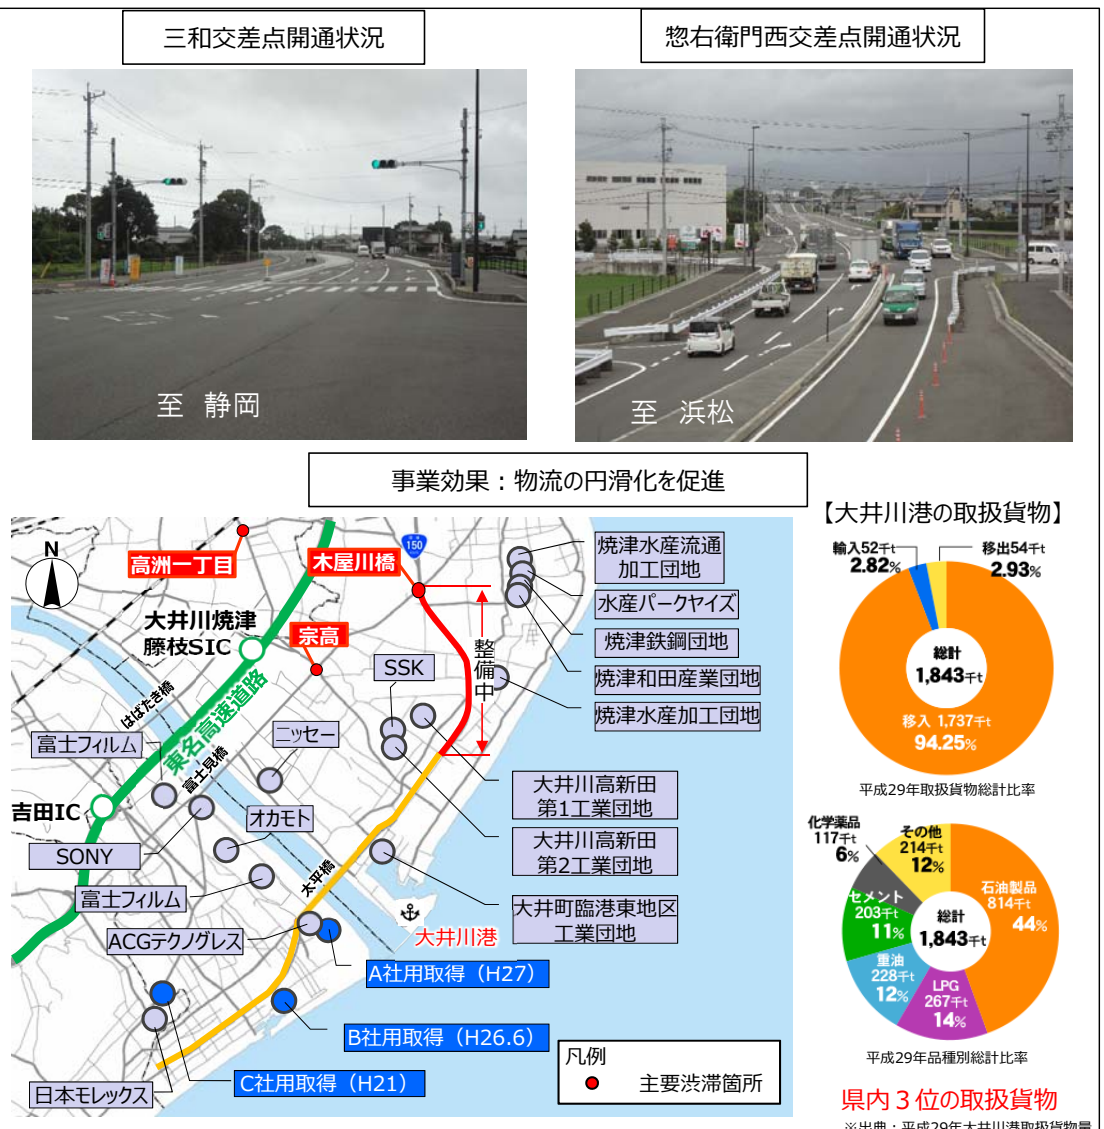 三和交差点開通状況
惣右衛門西交差点開通状況
至 静岡
至 浜松
事業効果：物流の円滑化を促進
N
高洲一丁目
木屋川橋
150
大井川焼津
藤枝SIC
宗高
整備中
SSK
はばたき橋
東名高速道路
富士見橋
富士フィルム
ニッセー
吉田IC
オカモト
SONY
富士フィルム
太平橋
ACGテクノグレス
大井川港
A社用取得（H27）
B社用取得（H26.6）
C社用取得（H21）
日本モレックス
焼津水産流通
加工団地
水産パークヤイズ
焼津鉄鋼団地
焼津和田産業団地
焼津水産加工団地
大井川高新田
第1工業団地
大井川高新田
第2工業団地
大井町臨港東地区
工業団地
凡例
主要渋滞箇所
【大井川港の取扱貨物】
輸入52千t
2.82%
移出54千t
2.93%
総計
1,843千t
移入 1,737千t
94.25%
平成29年取扱貨物総計比率
化学薬品
117千t
6%
その他
214千t
12%
石油製品
814千t
44%
セメント
203千t
11%
総計
1,843千t
重油
228千t
12%
LPG
267千t
14%
平成29年品種別総計比率
県内３位の取扱貨物
※出典：平成29年大井川港取扱貨物量